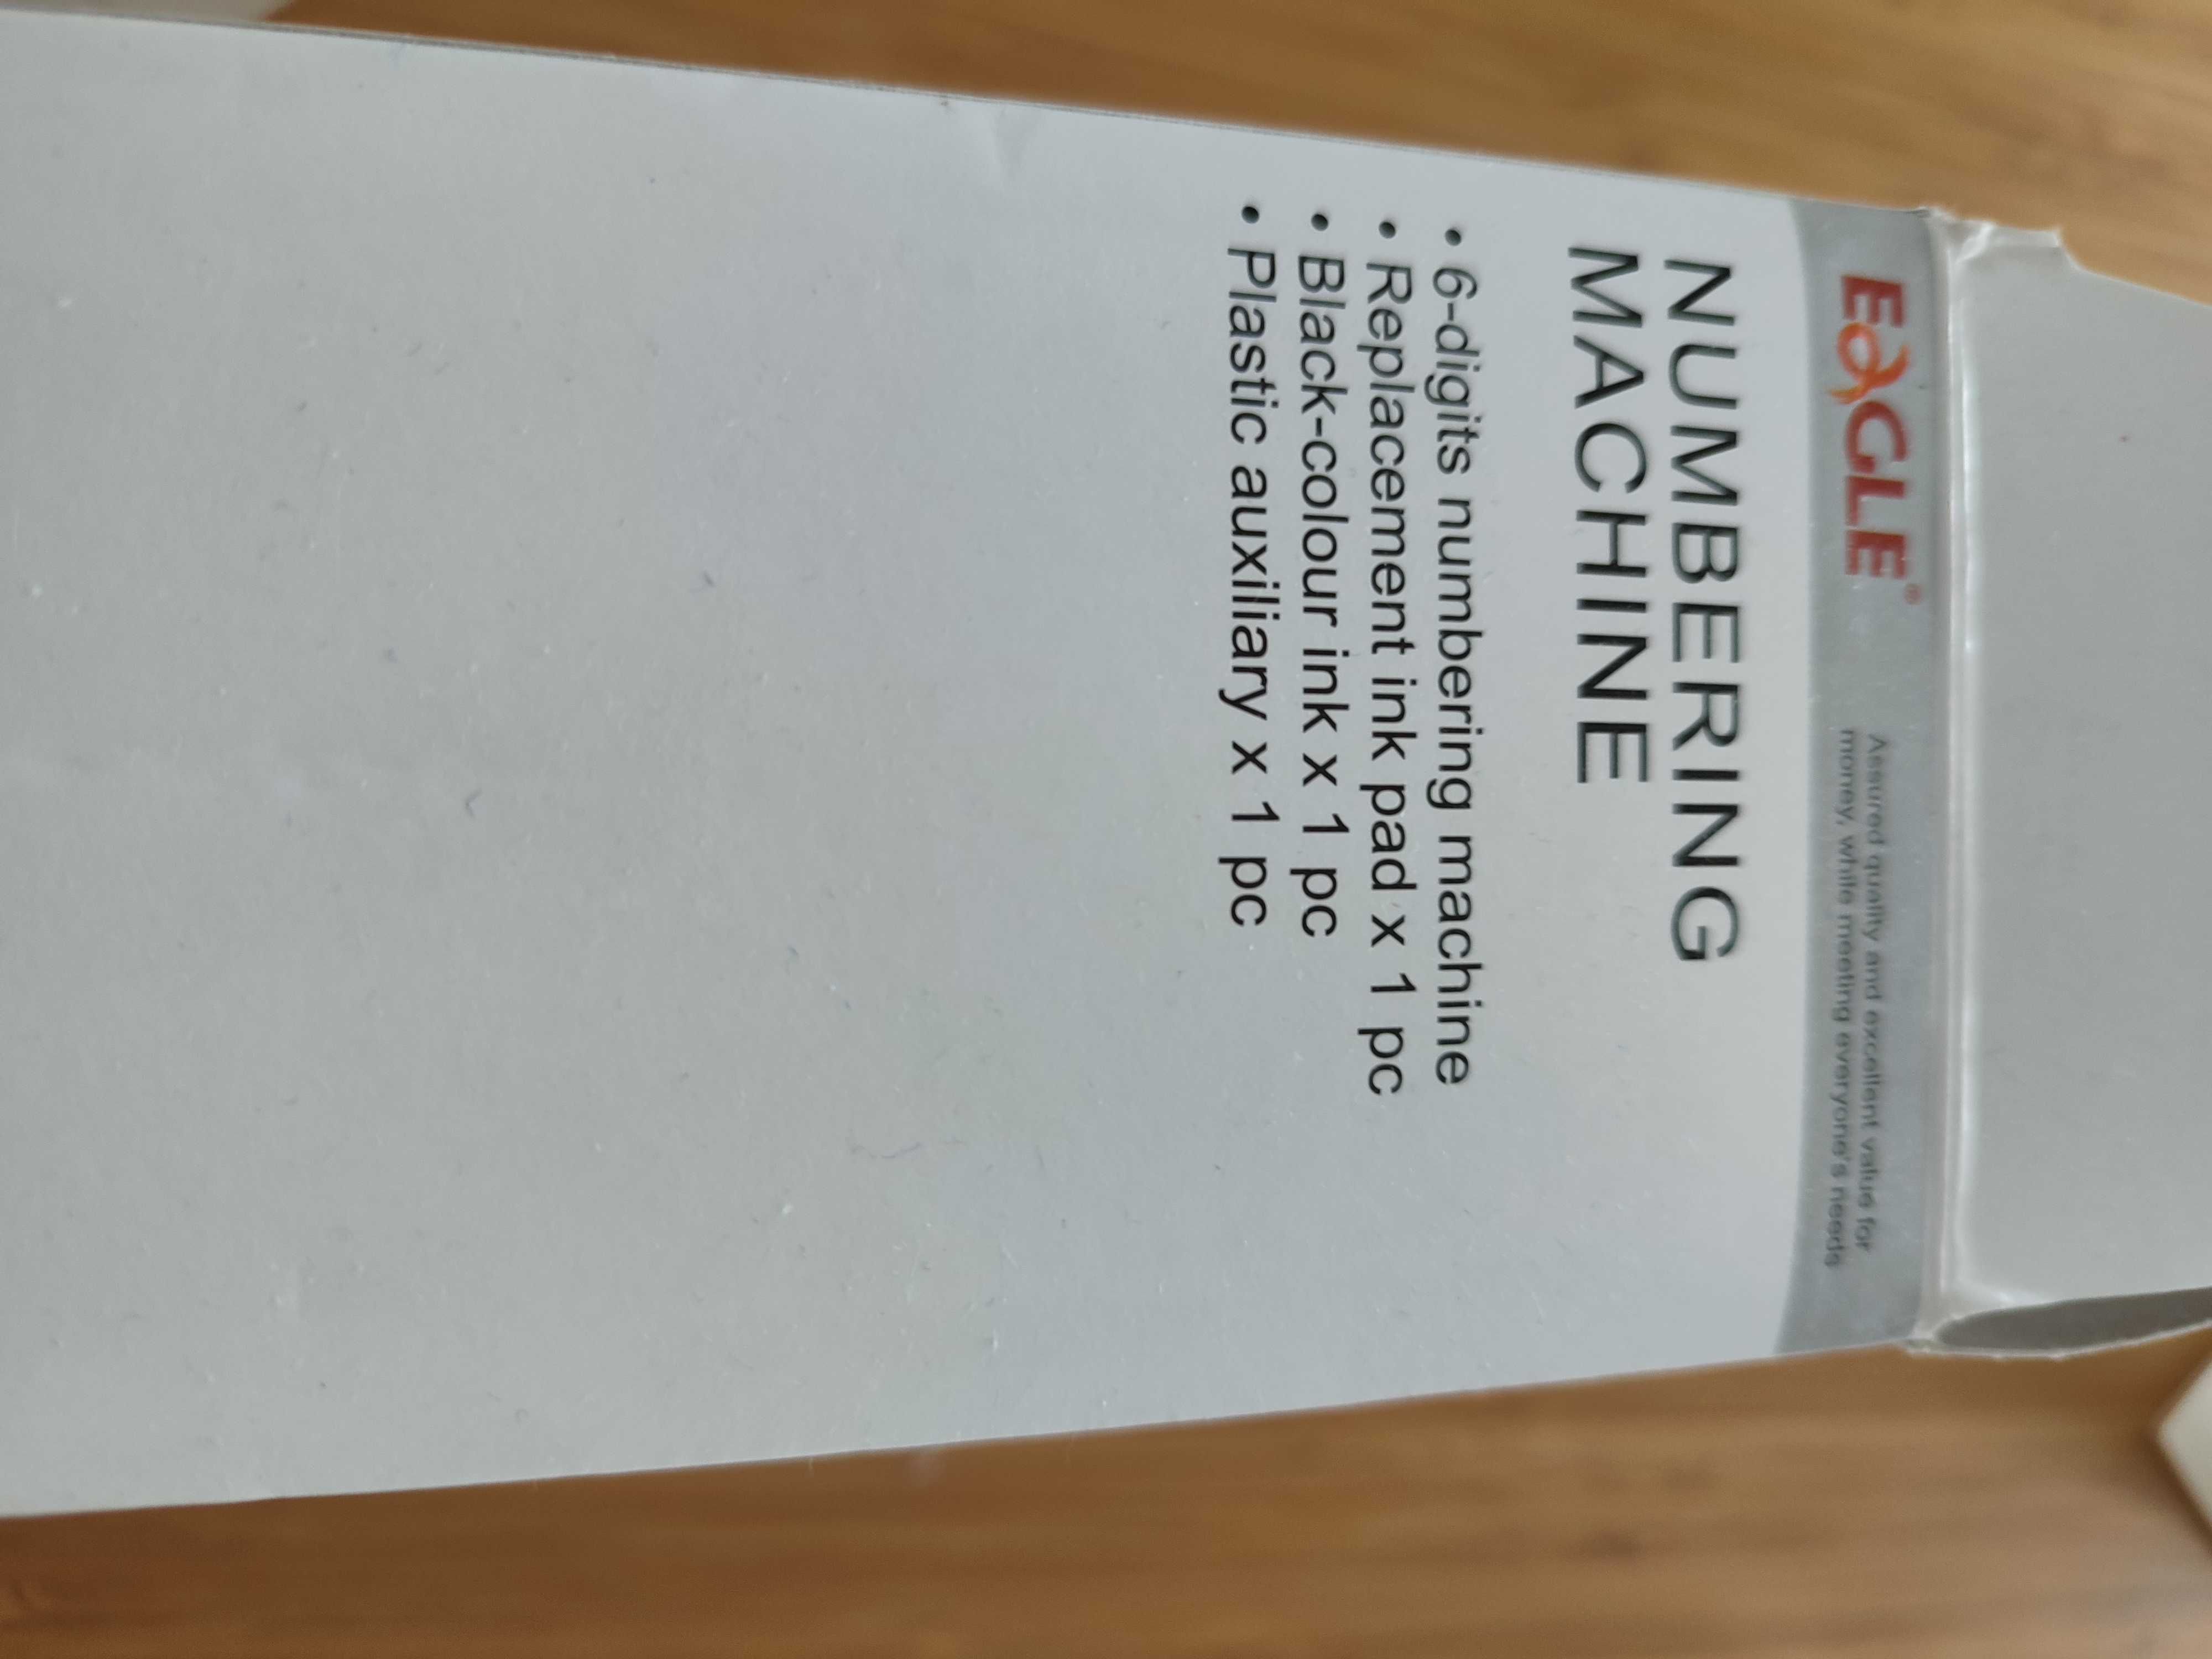 EAGLE®
Assured quality and excellent value for
money, while meeting everyone's needs
NUMBERING
MACHINE
• 6-digits numbering machine
• Replacement ink pad x 1 pc
• Black-colour ink x 1 pc
• Plastic auxiliary x 1 pc